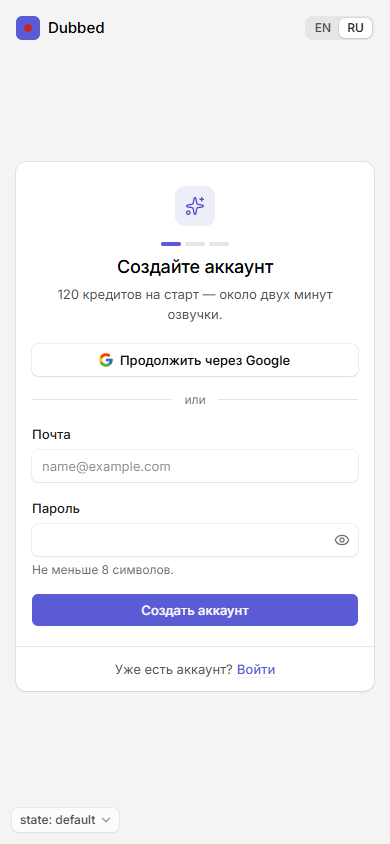 Dubbed
EN
RU
Создайте аккаунт
120 кредитов на старт — около двух минут
озвучки.
Продолжить через Google
или
Почта
name@example.com
Пароль
Не меньше 8 символов.
Создать аккаунт
Уже есть аккаунт? Войти
state: default